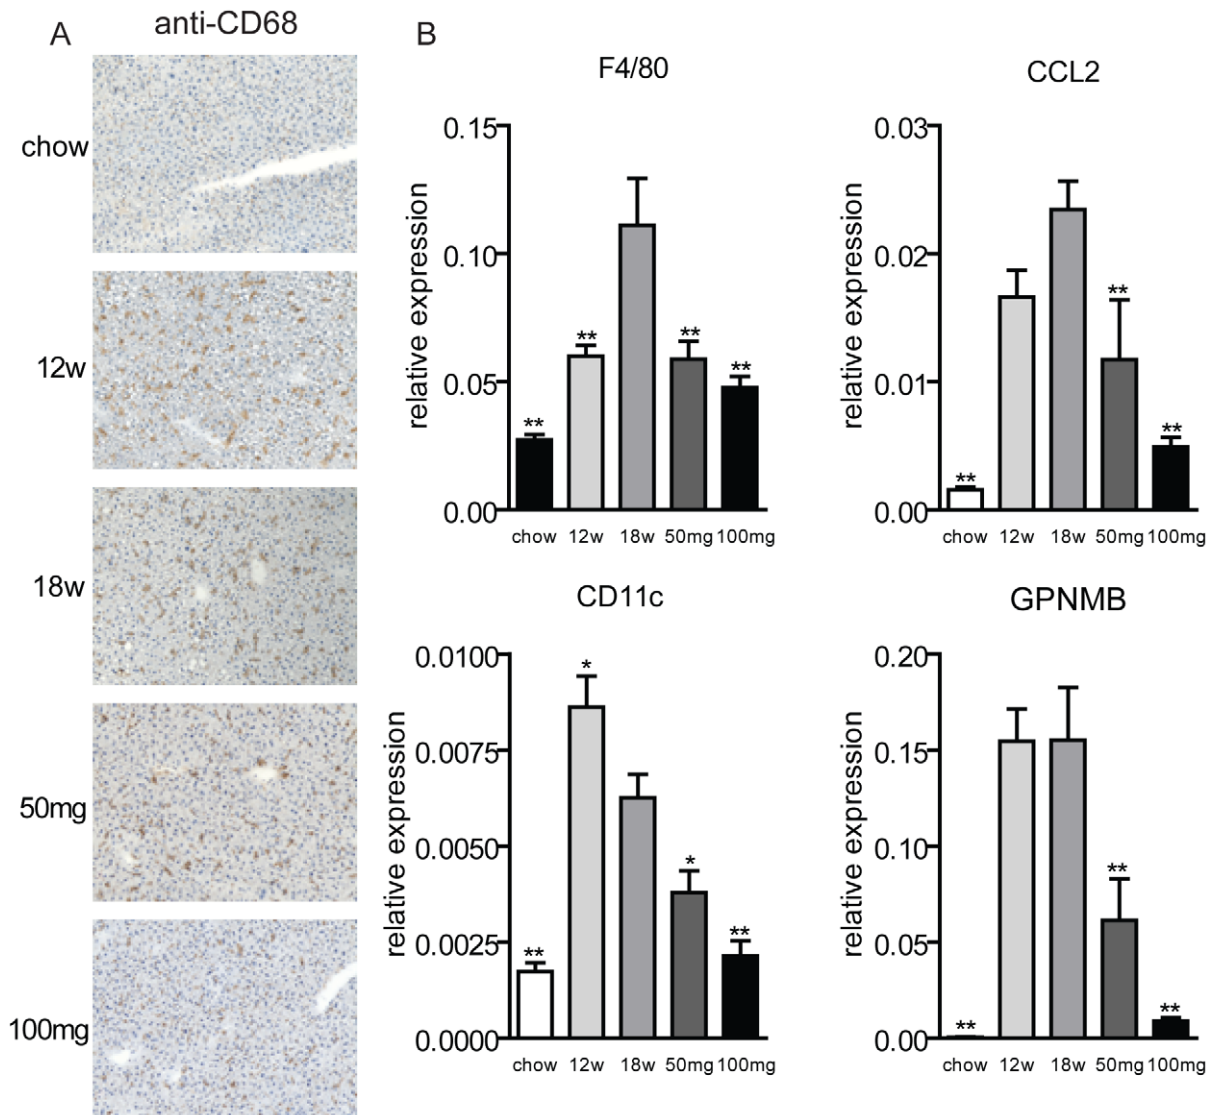 A
anti-CD68
chow
12w
18w
50mg
100mg
B
F4/80
relative expression
0.15
0.10
0.05
0.00
**
**
**
**
chow 12w 18w 50mg 100mg
CCL2
relative expression
0.03
0.02
0.01
0.00
**
**
**
chow 12w 18w 50mg 100mg
CD11c
relative expression
0.0100
0.0075
0.0050
0.0025
0.0000
**
*
*
**
chow 12w 18w 50mg 100mg
GPNMB
relative expression
0.20
0.15
0.10
0.05
0.00
**
**
**
chow 12w 18w 50mg 100mg